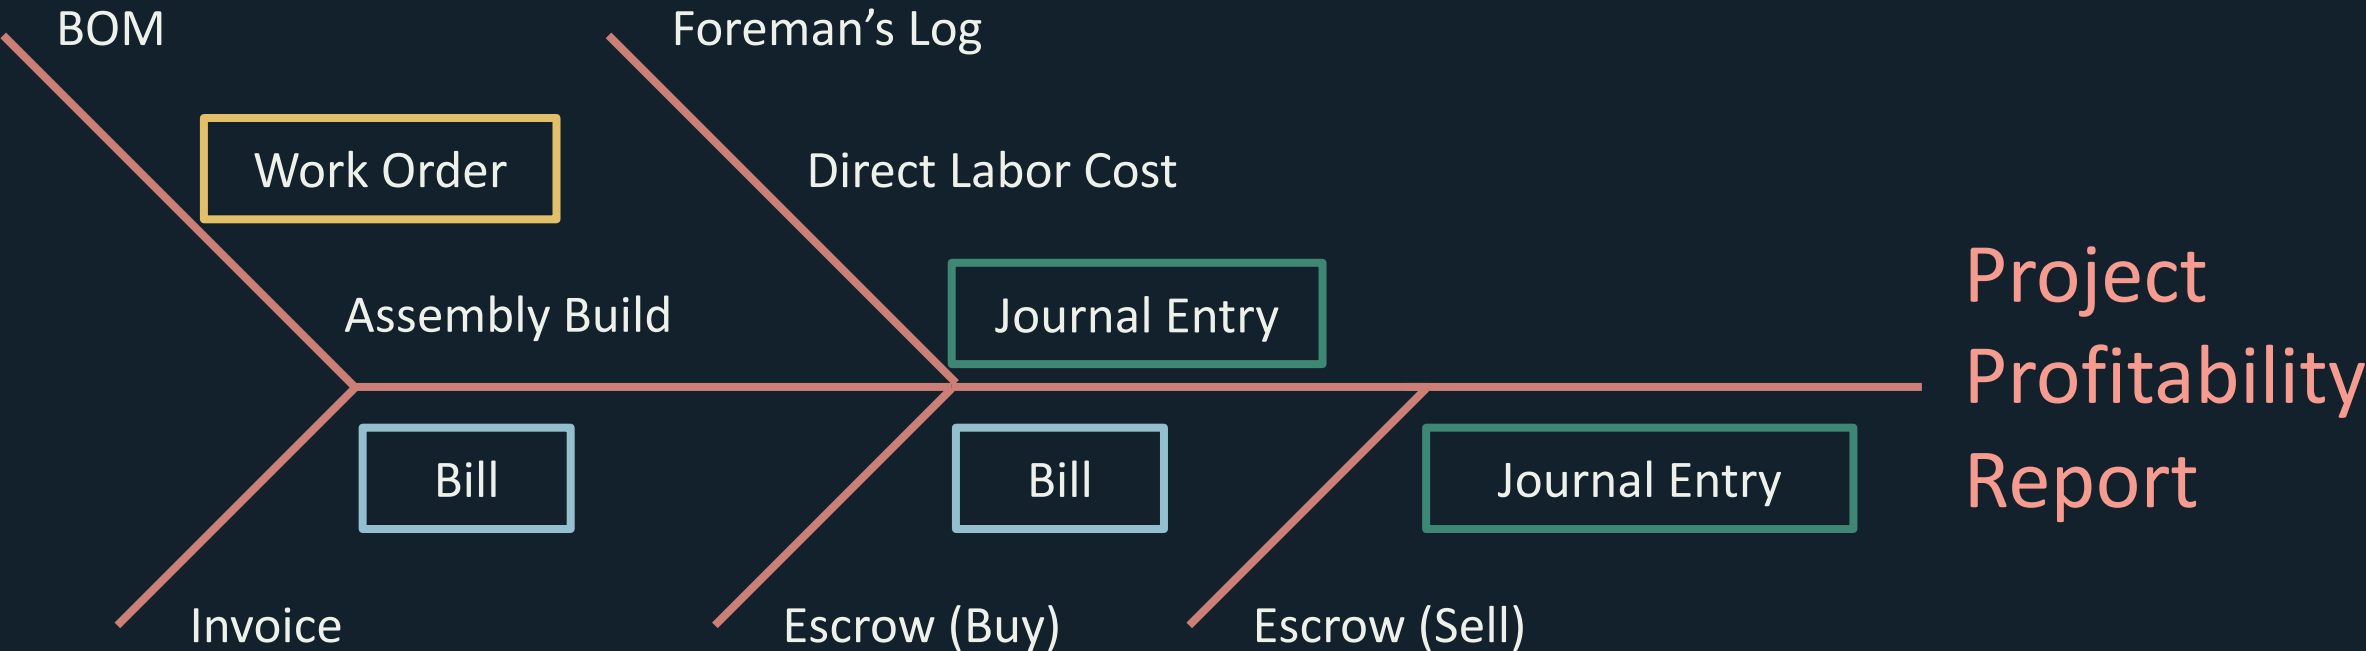 BOM
Foreman’s Log
Work Order
Direct Labor Cost
Assembly Build
Journal Entry
Project
Profitability
Report
Bill
Bill
Journal Entry
Invoice
Escrow (Buy)
Escrow (Sell)